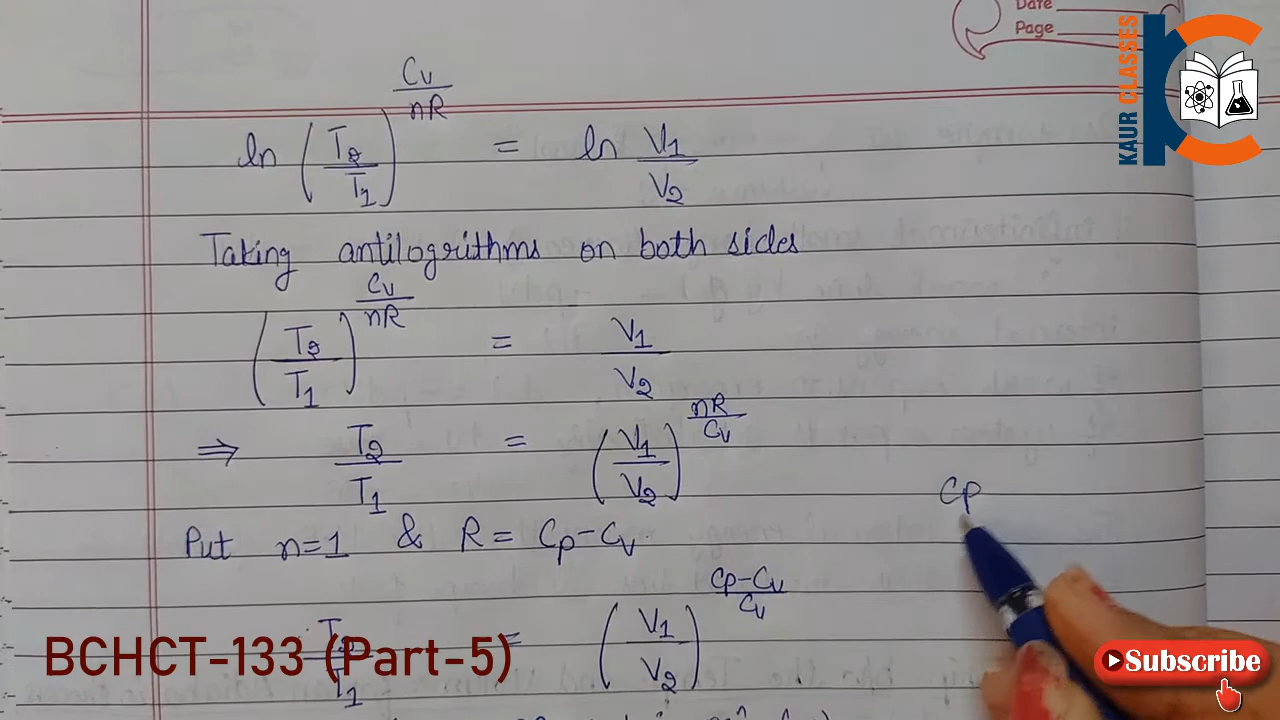 Date
Page
KAUR CLASSES
ln (T2/T1)^(Cv/nR) = ln V1/V2
Taking antilogrithms on both sides
(T2/T1)^(Cv/nR) = V1/V2
⇒ T2/T1 = (V1/V2)^(nR/Cv)
Cp
Put n=1 & R = Cp-Cv
T2/T1 = (V1/V2)^(Cp-Cv/Cv)
BCHCT-133 (Part-5)
Subscribe